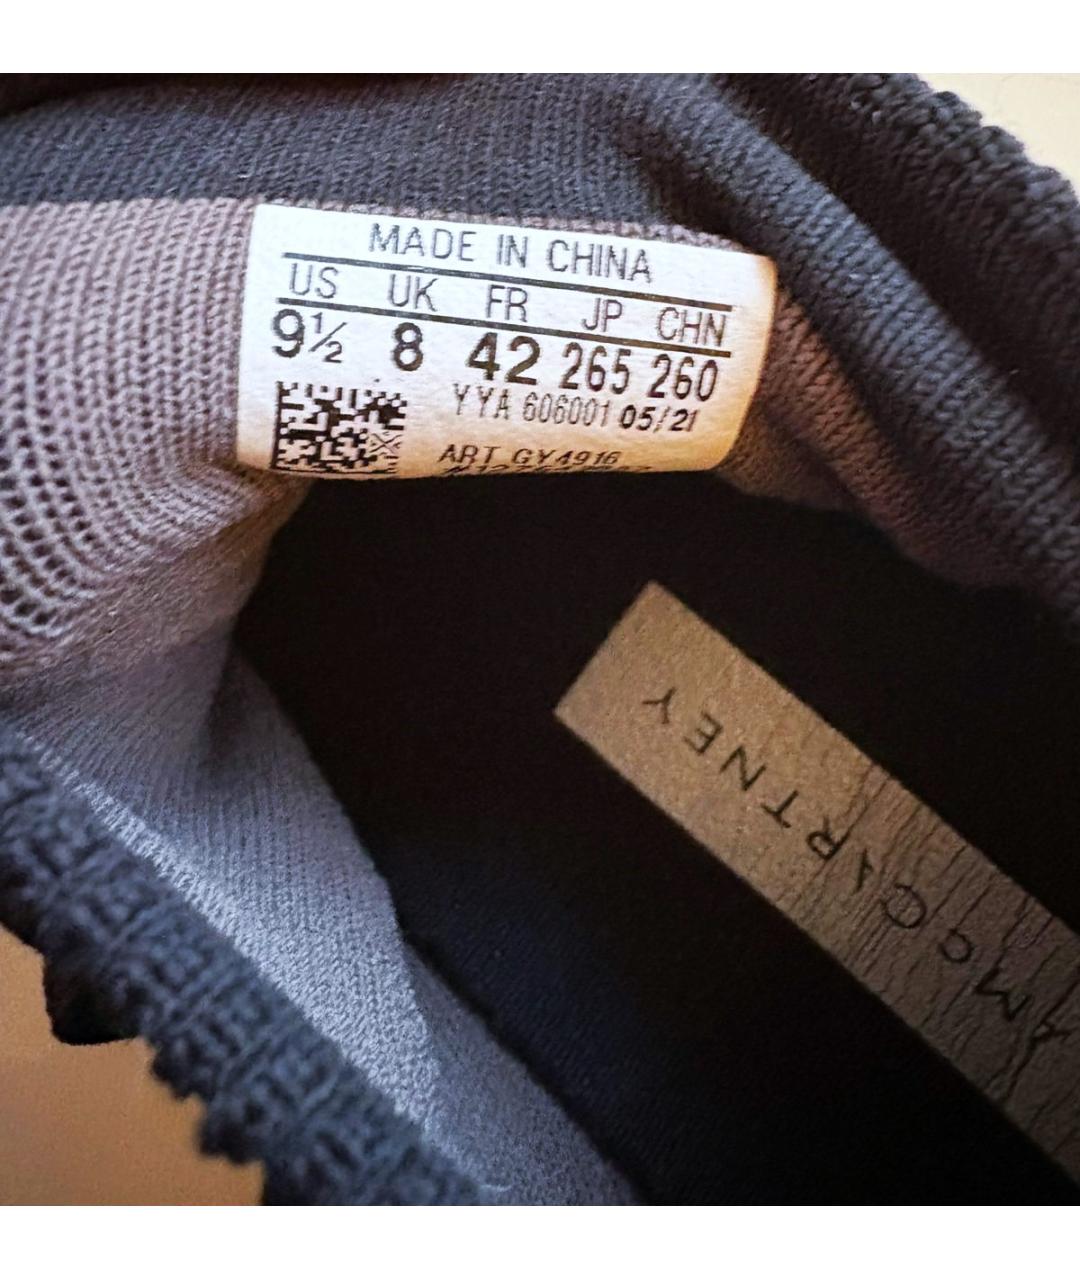 MADE IN CHINA
US UK FR JP CHN
9½ 8 42 265 260
YYA 606001 05/21
ART GY4916
MCCARTNEY